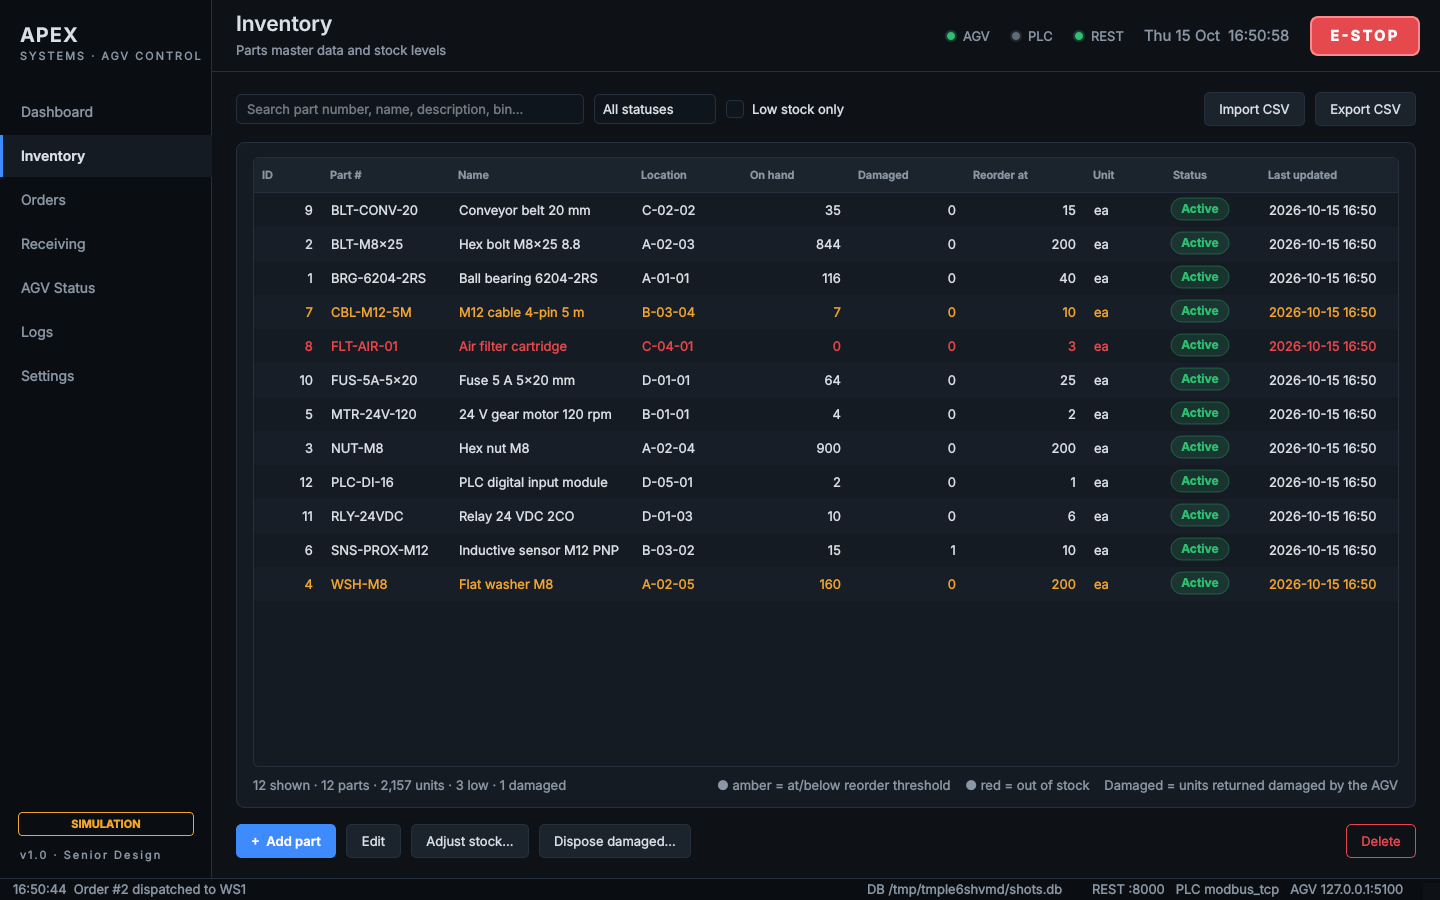 APEX
SYSTEMS · AGV CONTROL
Dashboard
Inventory
Orders
Receiving
AGV Status
Logs
Settings
SIMULATION
v1.0 · Senior Design
Inventory
Parts master data and stock levels
AGV PLC REST Thu 15 Oct 16:50:58 E-STOP
Search part number, name, description, bin... All statuses Low stock only Import CSV Export CSV
ID Part # Name Location On hand Damaged Reorder at Unit Status Last updated
9 BLT-CONV-20 Conveyor belt 20 mm C-02-02 35 0 15 ea Active 2026-10-15 16:50
2 BLT-M8×25 Hex bolt M8×25 8.8 A-02-03 844 0 200 ea Active 2026-10-15 16:50
1 BRG-6204-2RS Ball bearing 6204-2RS A-01-01 116 0 40 ea Active 2026-10-15 16:50
7 CBL-M12-5M M12 cable 4-pin 5 m B-03-04 7 0 10 ea Active 2026-10-15 16:50
8 FLT-AIR-01 Air filter cartridge C-04-01 0 0 3 ea Active 2026-10-15 16:50
10 FUS-5A-5×20 Fuse 5 A 5×20 mm D-01-01 64 0 25 ea Active 2026-10-15 16:50
5 MTR-24V-120 24 V gear motor 120 rpm B-01-01 4 0 2 ea Active 2026-10-15 16:50
3 NUT-M8 Hex nut M8 A-02-04 900 0 200 ea Active 2026-10-15 16:50
12 PLC-DI-16 PLC digital input module D-05-01 2 0 1 ea Active 2026-10-15 16:50
11 RLY-24VDC Relay 24 VDC 2CO D-01-03 10 0 6 ea Active 2026-10-15 16:50
6 SNS-PROX-M12 Inductive sensor M12 PNP B-03-02 15 1 10 ea Active 2026-10-15 16:50
4 WSH-M8 Flat washer M8 A-02-05 160 0 200 ea Active 2026-10-15 16:50
12 shown · 12 parts · 2,157 units · 3 low · 1 damaged amber = at/below reorder threshold red = out of stock Damaged = units returned damaged by the AGV
+ Add part Edit Adjust stock... Dispose damaged... Delete
16:50:44 Order #2 dispatched to WS1 DB /tmp/tmple6shvmd/shots.db REST :8000 PLC modbus_tcp AGV 127.0.0.1:5100